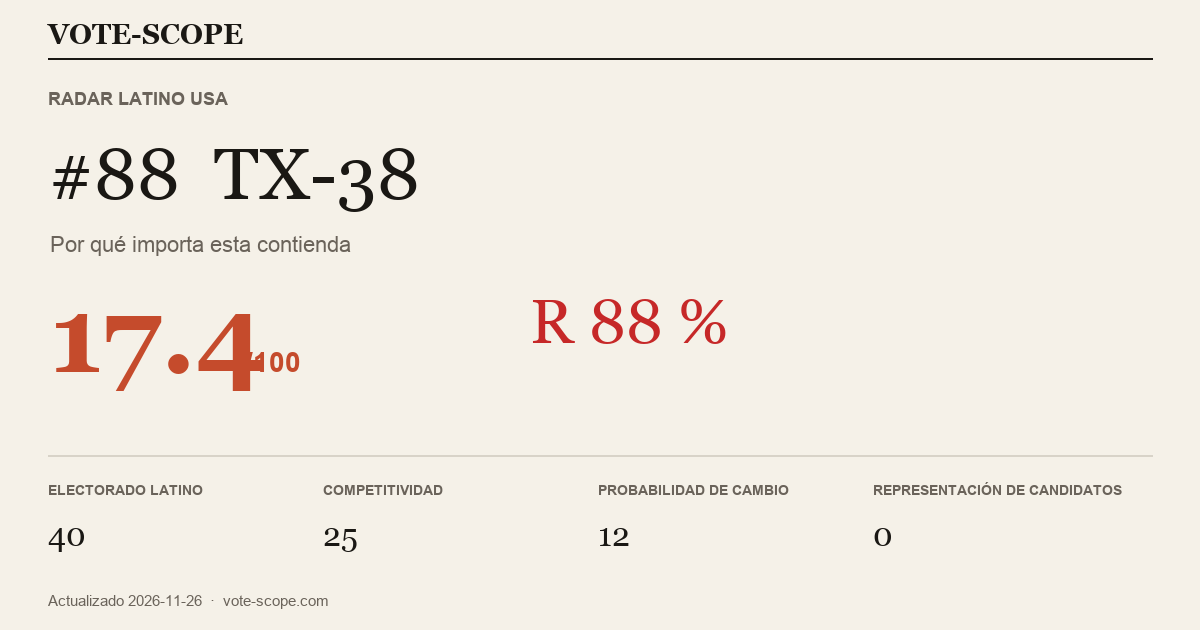 VOTE-SCOPE
RADAR LATINO USA
#88 TX-38
Por qué importa esta contienda
17.4/100
R 88 %
ELECTORADO LATINO
COMPETITIVIDAD
PROBABILIDAD DE CAMBIO
REPRESENTACIÓN DE CANDIDATOS
40
25
12
0
Actualizado 2026-11-26 · vote-scope.com